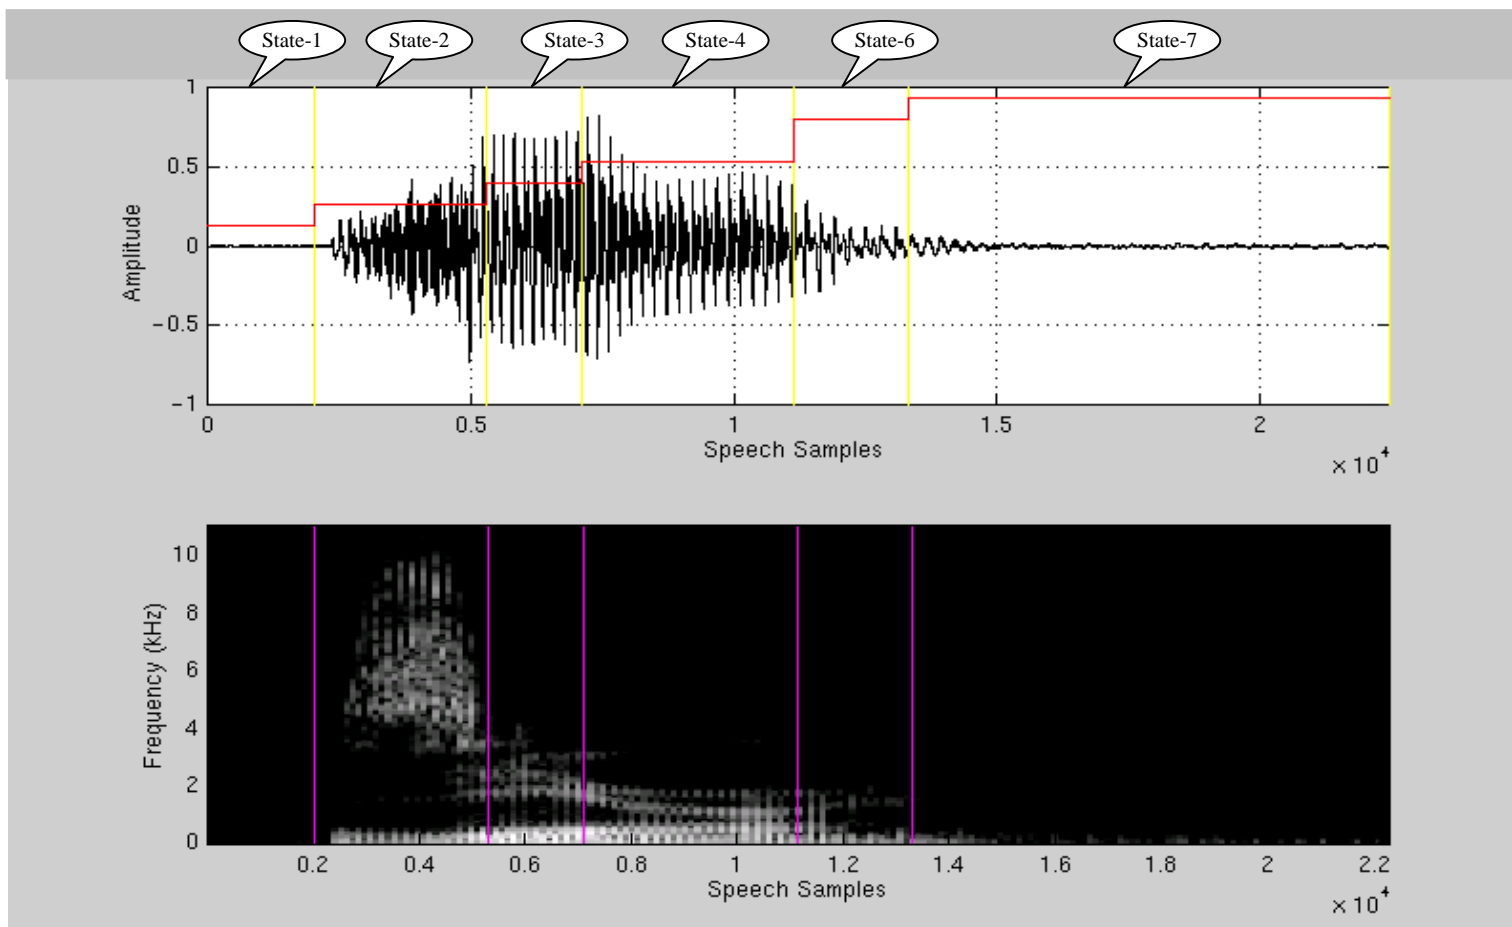 State-1 State-2 State-3 State-4 State-6 State-7
1
0.5
0
−0.5
−1
Amplitude
0 0.5 1 1.5 2
Speech Samples
× 10⁴
10
8
6
4
2
0
Frequency (kHz)
0.2 0.4 0.6 0.8 1 1.2 1.4 1.6 1.8 2 2.2
Speech Samples
× 10⁴